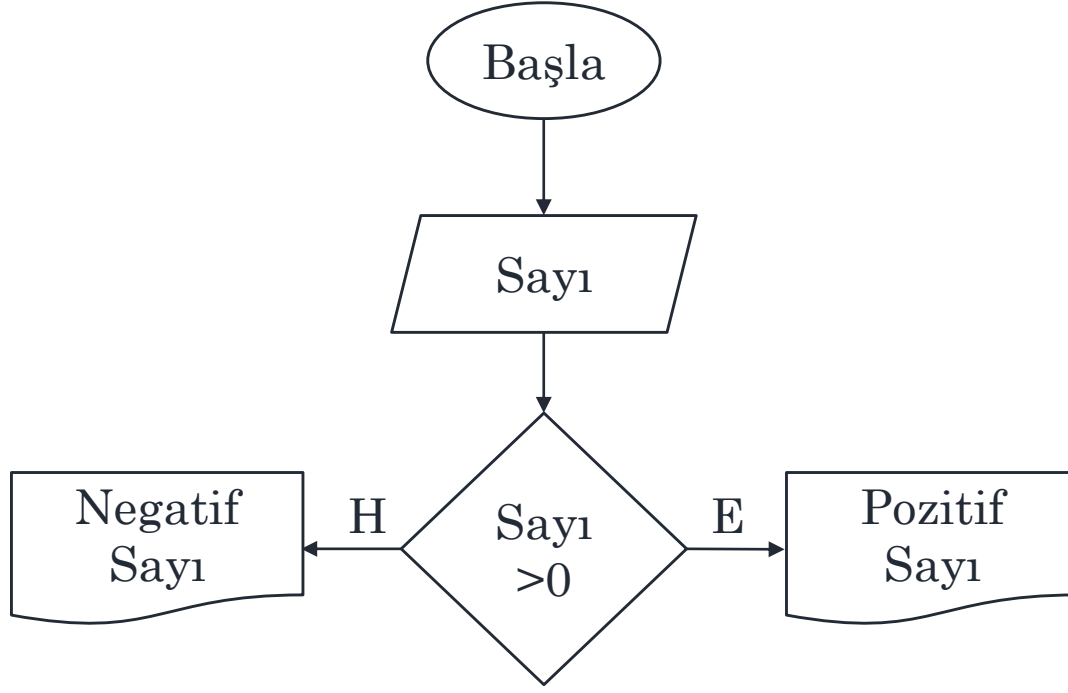 Başla
Sayı
Sayı
>0
H
E
Negatif
Sayı
Pozitif
Sayı